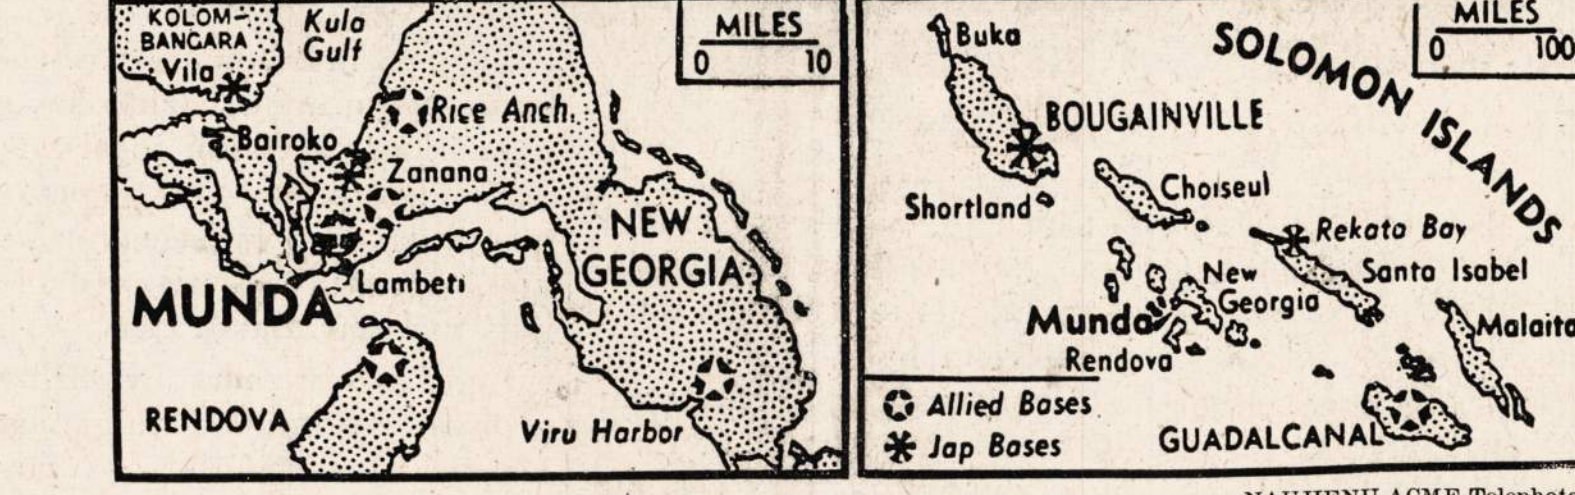 KOLOM-
BANGARA
Vila
Kula
Gulf
MILES
0 10
Rice Anch.
Bairoko
Zanana
NEW
GEORGIA
Lambeti
MUNDA
RENDOVA
Viru Harbor
MILES
0 100
SOLOMON ISLANDS
Buka
BOUGAINVILLE
Shortland
Choiseul
Rekata Bay
Santa Isabel
New
Georgia
Munda
Rendova
Malaita
Allied Bases
Jap Bases
GUADALCANAL
ACME Telephoto